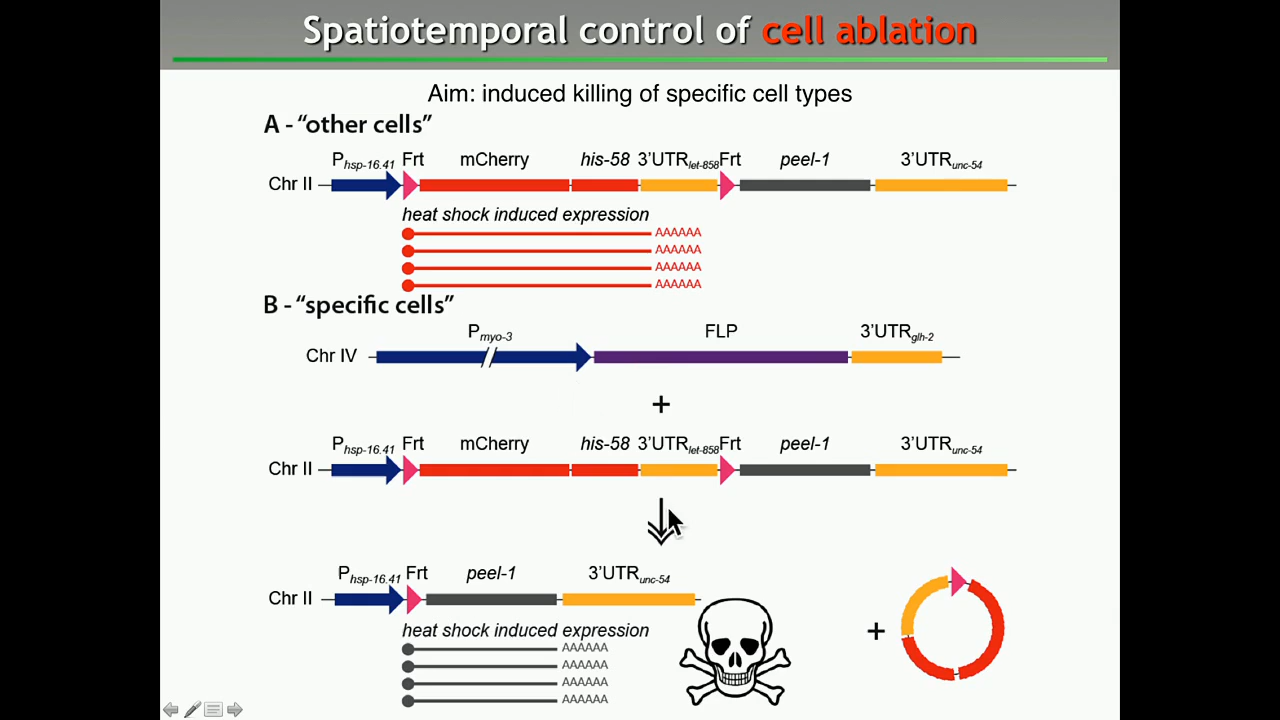 Spatiotemporal control of cell ablation
Aim: induced killing of specific cell types
A - “other cells”
Phsp-16.41 Frt mCherry his-58 3’UTRlet-858 Frt peel-1 3’UTRunc-54
Chr II
heat shock induced expression
AAAAAA
AAAAAA
AAAAAA
AAAAAA
B - “specific cells”
Pmyo-3 FLP 3’UTRglh-2
Chr IV
+
Phsp-16.41 Frt mCherry his-58 3’UTRlet-858 Frt peel-1 3’UTRunc-54
Chr II
Phsp-16.41 Frt peel-1 3’UTRunc-54
Chr II
heat shock induced expression
+
AAAAAA
AAAAAA
AAAAAA
AAAAAA